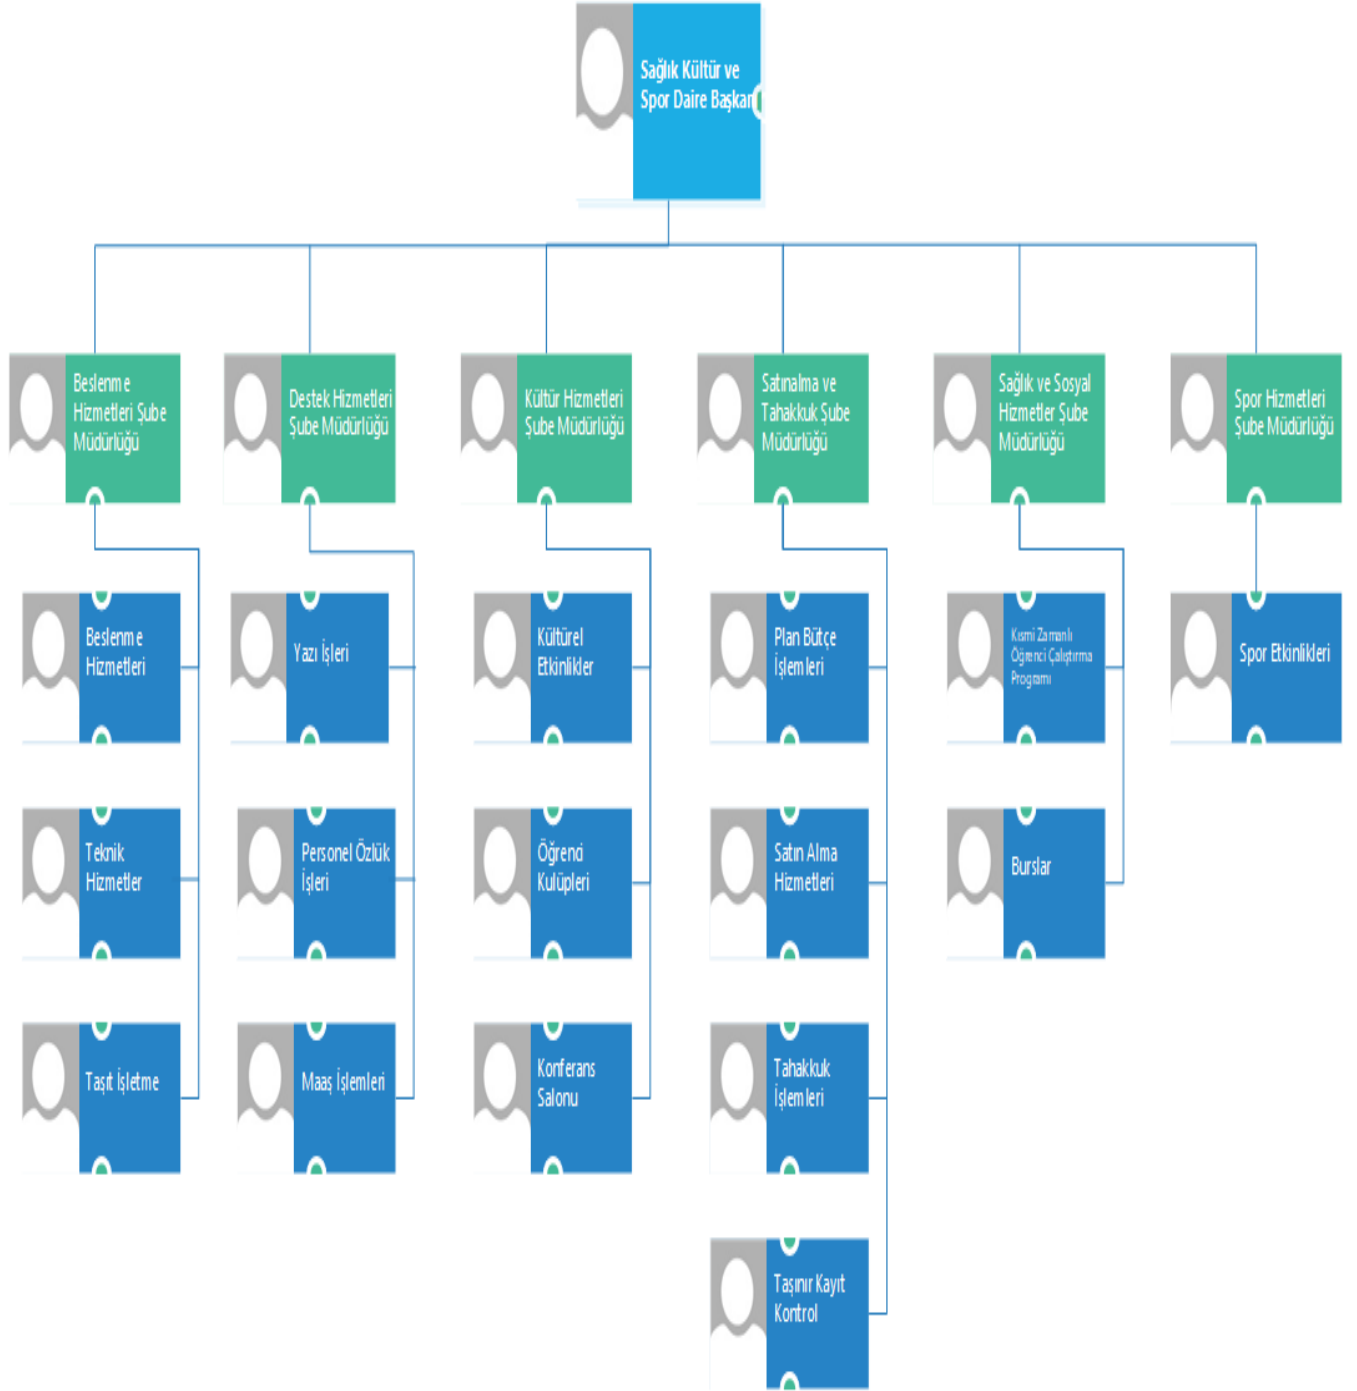 Sağlık Kültür ve
Spor Daire Başkan
Beslenme
Hizmetleri Şube
Müdürlüğü
Destek Hizmetleri
Şube Müdürlüğü
Kültür Hizmetleri
Şube Müdürlüğü
Satınalma ve
Tahakkuk Şube
Müdürlüğü
Sağlık ve Sosyal
Hizmetler Şube
Müdürlüğü
Spor Hizmetleri
Şube Müdürlüğü
Beslenme
Hizmetleri
Yazı İşleri
Kültürel
Etkinlikler
Plan Bütçe
İşlemleri
Kısmi Zamanlı
Öğrenci Çalıştırma
Programı
Spor Etkinlikleri
Teknik
Hizmetler
Personel Özlük
İşleri
Öğrenci
Kulüpleri
Satın Alma
Hizmetleri
Burslar
Taşıt İşletme
Maaş İşlemleri
Konferans
Salonu
Tahakkuk
İşlemleri
Taşınır Kayıt
Kontrol